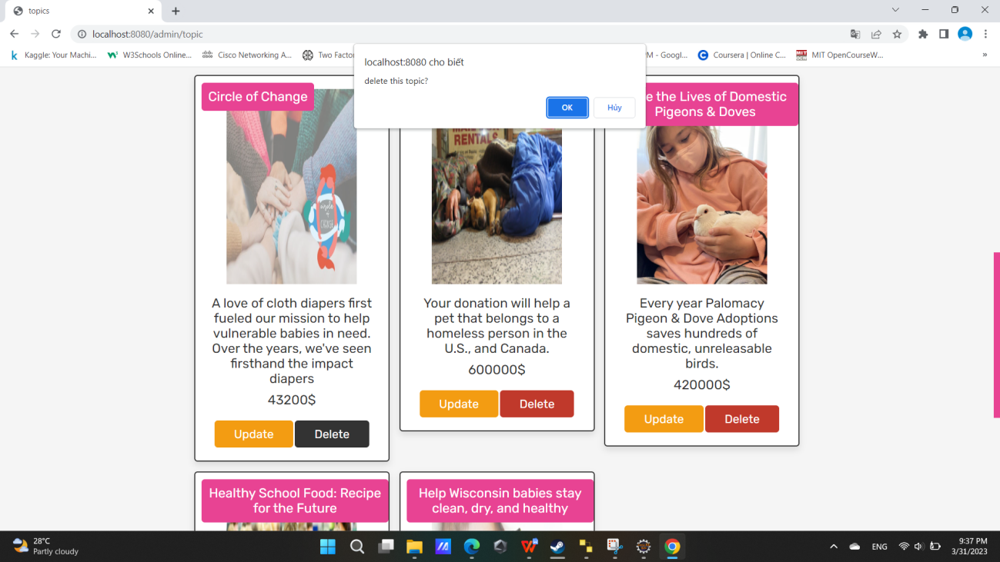 topics
localhost:8080/admin/topic
Kaggle: Your Machi...
W3Schools Online...
Cisco Networking A...
Two Facto
M - Googl...
Coursera | Online C...
MIT OpenCourseW...
»
localhost:8080 cho biết
delete this topic?
OK
Hủy
Circle of Change
circle of CHANGE
A love of cloth diapers first
fueled our mission to help
vulnerable babies in need.
Over the years, we've seen
firsthand the impact
diapers
43200$
Update
Delete
RENTALS
Your donation will help a
pet that belongs to a
homeless person in the
U.S., and Canada.
600000$
Update
Delete
e the Lives of Domestic
Pigeons & Doves
Every year Palomacy
Pigeon & Dove Adoptions
saves hundreds of
domestic, unreleasable
birds.
420000$
Update
Delete
Healthy School Food: Recipe
for the Future
Help Wisconsin babies stay
clean, dry, and healthy
28°C
Partly cloudy
ENG
9:37 PM
3/31/2023